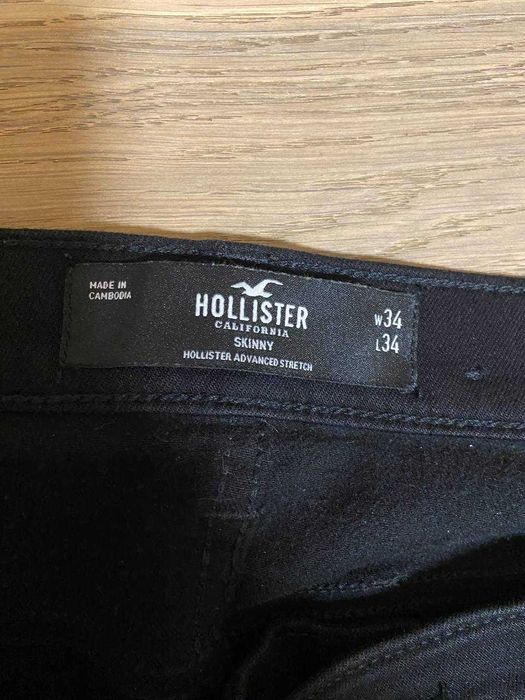 MADE IN
CAMBODIA
HOLLISTER
CALIFORNIA
SKINNY
HOLLISTER ADVANCED STRETCH
W34
L34